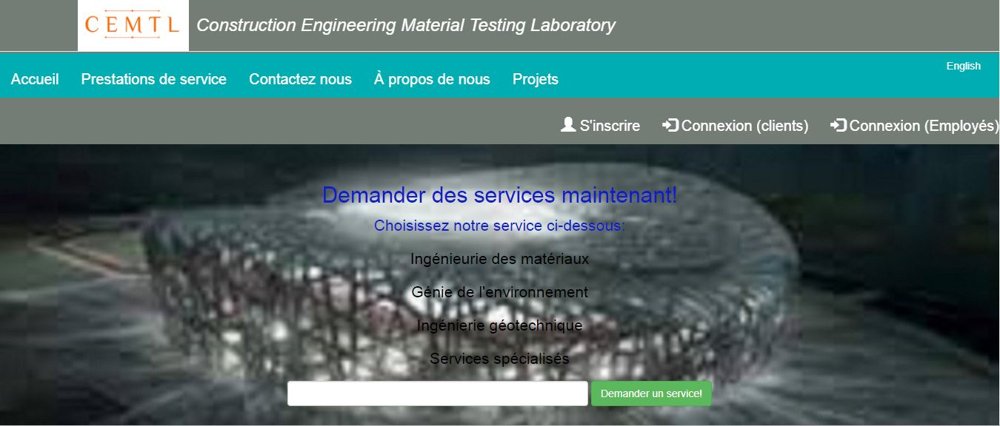 CEMTL
Construction Engineering Material Testing Laboratory
English
Accueil Prestations de service Contactez nous À propos de nous Projets
S'inscrire Connexion (clients) Connexion (Employés)
Demander des services maintenant!
Choisissez notre service ci-dessous:
Ingénieurie des matériaux
Génie de l'environnement
Ingénierie géotechnique
Services spécialisés
Demander un service!